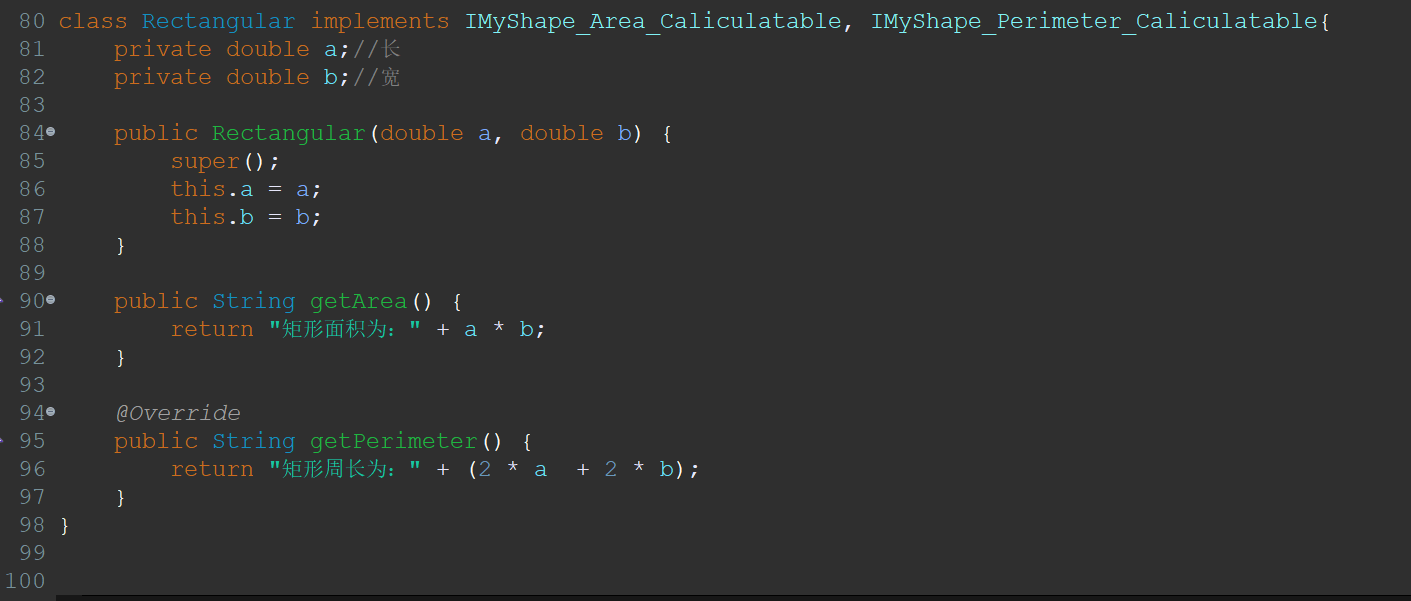 80 class Rectangular implements IMyShape_Area_Caliculatable, IMyShape_Perimeter_Caliculatable{
81     private double a;//长
82     private double b;//宽
83
84     public Rectangular(double a, double b) {
85         super();
86         this.a = a;
87         this.b = b;
88     }
89
90     public String getArea() {
91         return "矩形面积为：" + a * b;
92     }
93
94     @Override
95     public String getPerimeter() {
96         return "矩形周长为：" + (2 * a  + 2 * b);
97     }
98 }
99
100